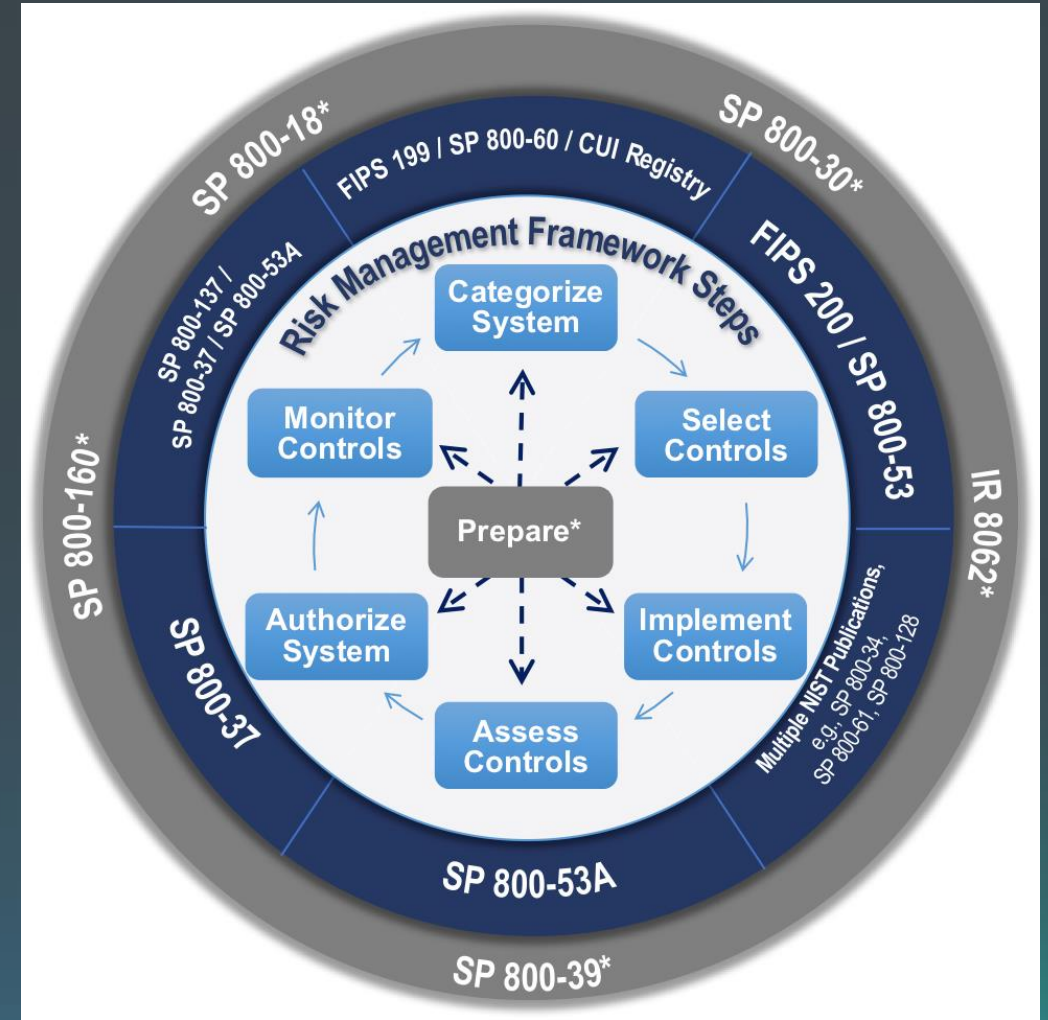 SP 800-18*
SP 800-30*
IR 8062*
SP 800-39*
SP 800-160*
FIPS 199 / SP 800-60 / CUI Registry
FIPS 200 / SP 800-53
Multiple NIST Publications,
e.g., SP 800-34,
SP 800-61, SP 800-128
SP 800-53A
SP 800-37
SP 800-137 /
SP 800-37 / SP 800-53A
Risk Management Framework Steps
Categorize
System
Select
Controls
Implement
Controls
Assess
Controls
Authorize
System
Monitor
Controls
Prepare*